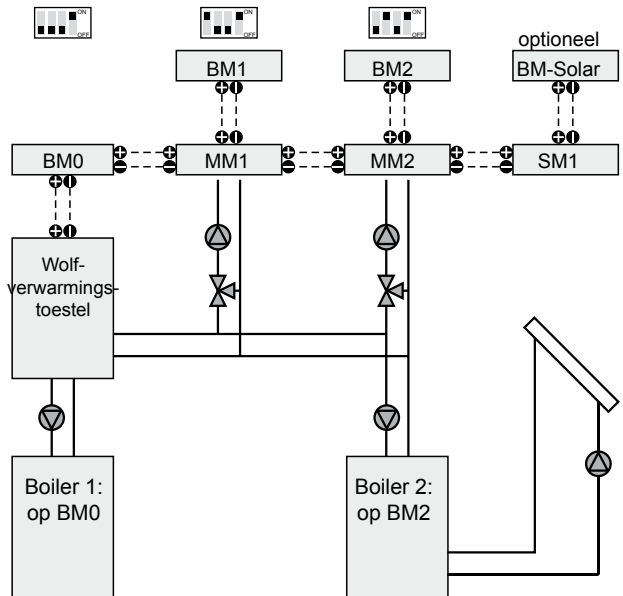 ON
OFF
ON
OFF
ON
OFF
optioneel
BM1
BM2
BM-Solar
BM0
MM1
MM2
SM1
Wolf-
verwarmings-
toestel
Boiler 1:
op BM0
Boiler 2:
op BM2